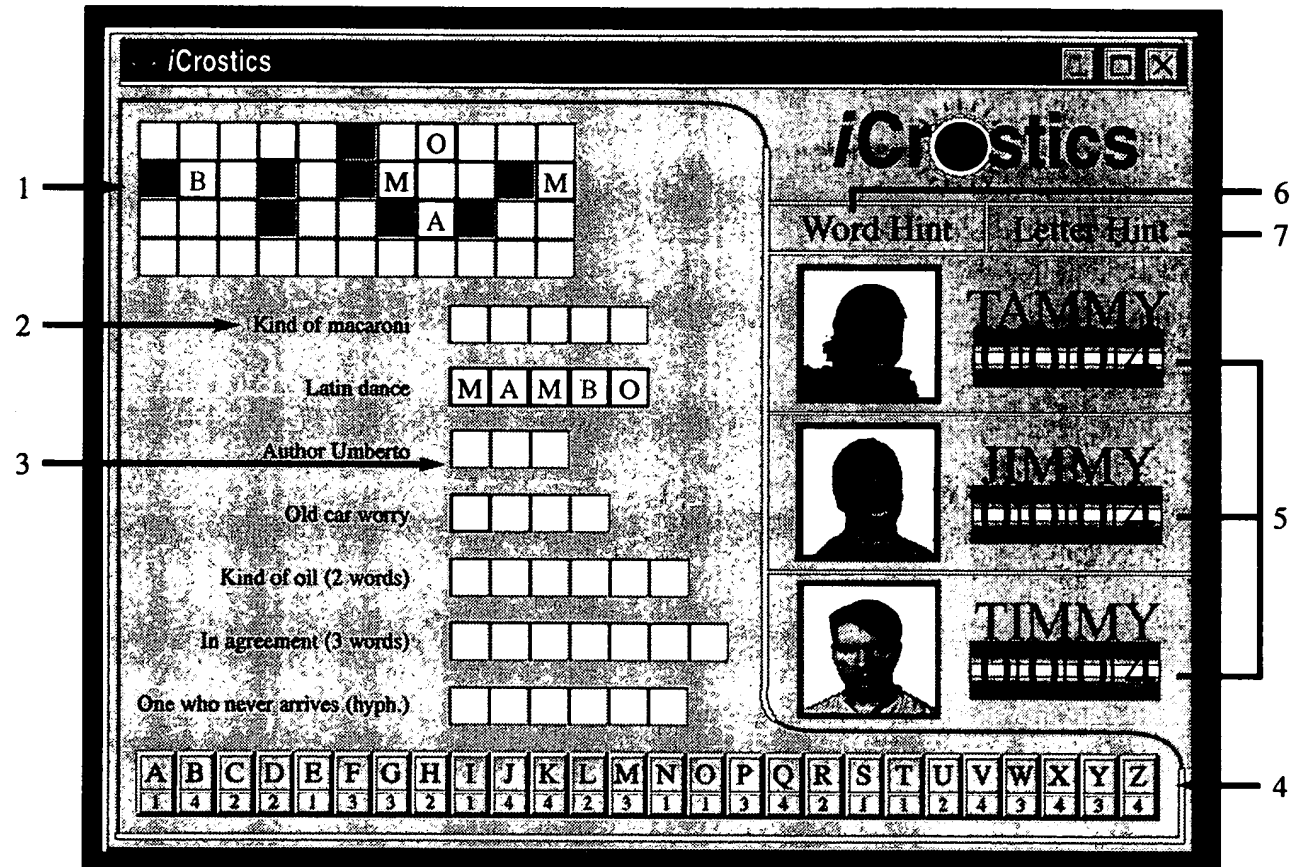 iCrostics
iCrostics
O
1
B M M
6
Word Hint Letter Hint
7
A
2
Kind of macaroni
TAMMY
Latin dance
M A M B O
3
Author Umberto
JIMMY
Old car worry
5
Kind of oil (2 words)
TIMMY
In agreement (3 words)
One who never arrives (hyph.)
A B C D E F G H I J K L M N O P Q R S T U V W X Y Z
1 4 2 2 1 3 3 2 1 4 4 2 3 1 1 3 4 2 1 1 2 4 3 4 3 4
4